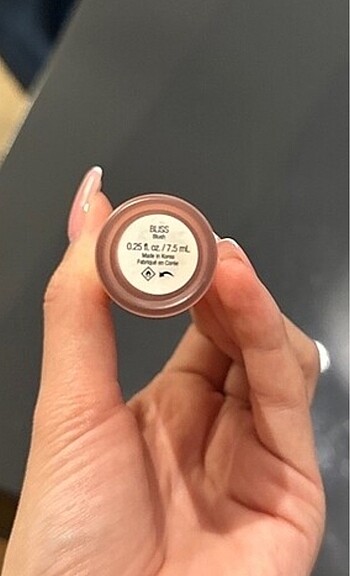 BLISS
Blush
0.25 fl. oz. / 7.5 mL
Made in Korea
Fabriqué en Corée